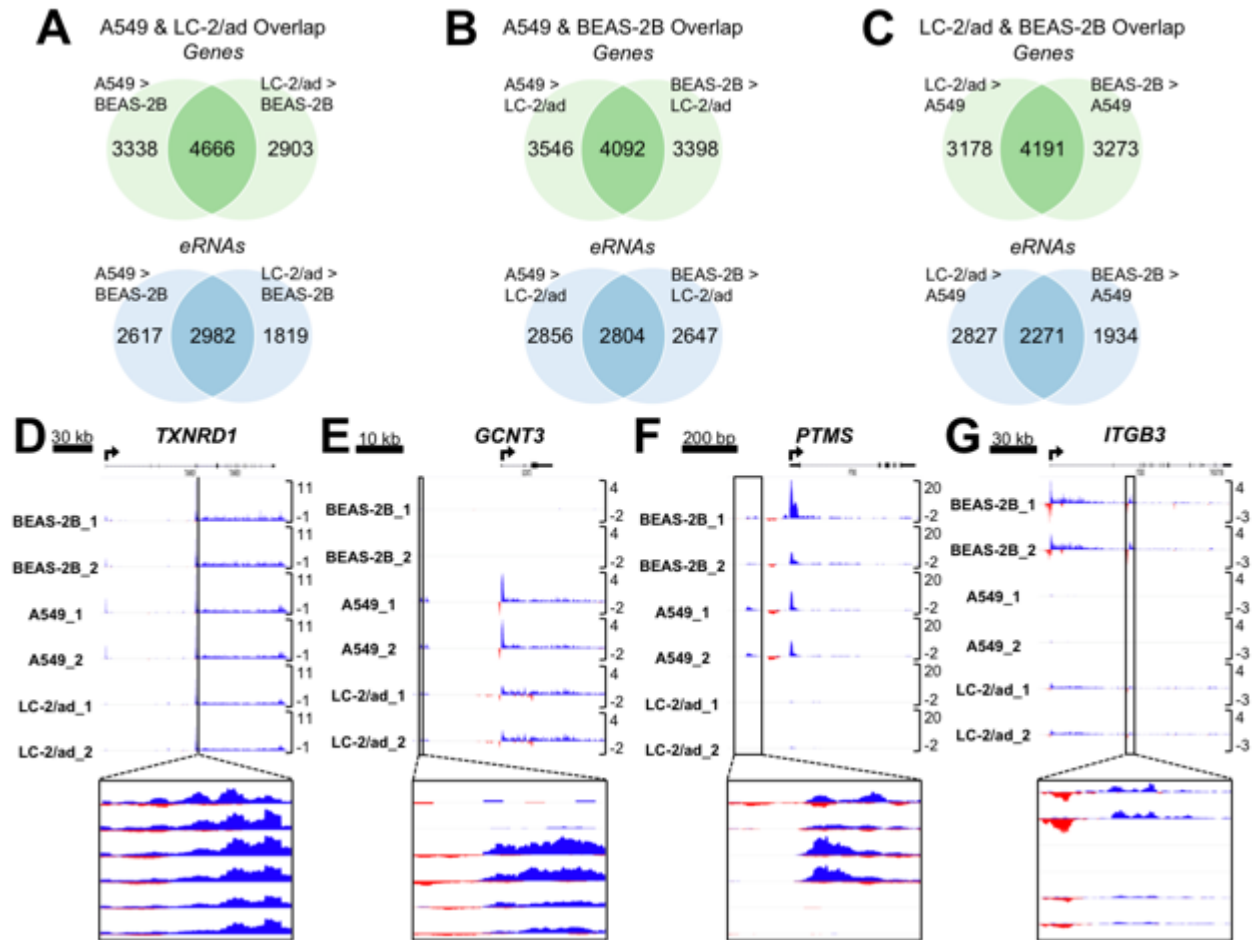 A
A549 & LC-2/ad Overlap
Genes
A549 >
BEAS-2B
LC-2/ad >
BEAS-2B
3338
4666
2903
eRNAs
A549 >
BEAS-2B
LC-2/ad >
BEAS-2B
2617
2982
1819
B
A549 & BEAS-2B Overlap
Genes
A549 >
LC-2/ad
BEAS-2B >
LC-2/ad
3546
4092
3398
eRNAs
A549 >
LC-2/ad
BEAS-2B >
LC-2/ad
2856
2804
2647
C
LC-2/ad & BEAS-2B Overlap
Genes
LC-2/ad >
A549
BEAS-2B >
A549
3178
4191
3273
eRNAs
LC-2/ad >
A549
BEAS-2B >
A549
2827
2271
1934
D
30 kb
TXNRD1
BEAS-2B_1
11
-1
BEAS-2B_2
11
-1
A549_1
11
-1
A549_2
11
-1
LC-2/ad_1
11
-1
LC-2/ad_2
11
-1
E
10 kb
GCNT3
BEAS-2B_1
4
-2
BEAS-2B_2
4
-2
A549_1
4
-2
A549_2
4
-2
LC-2/ad_1
4
-2
LC-2/ad_2
4
-2
F
200 bp
PTMS
BEAS-2B_1
20
-2
BEAS-2B_2
20
-2
A549_1
20
-2
A549_2
20
-2
LC-2/ad_1
20
-2
LC-2/ad_2
20
-2
G
30 kb
ITGB3
BEAS-2B_1
4
-3
BEAS-2B_2
4
-3
A549_1
4
-3
A549_2
4
-3
LC-2/ad_1
4
-3
LC-2/ad_2
4
-3